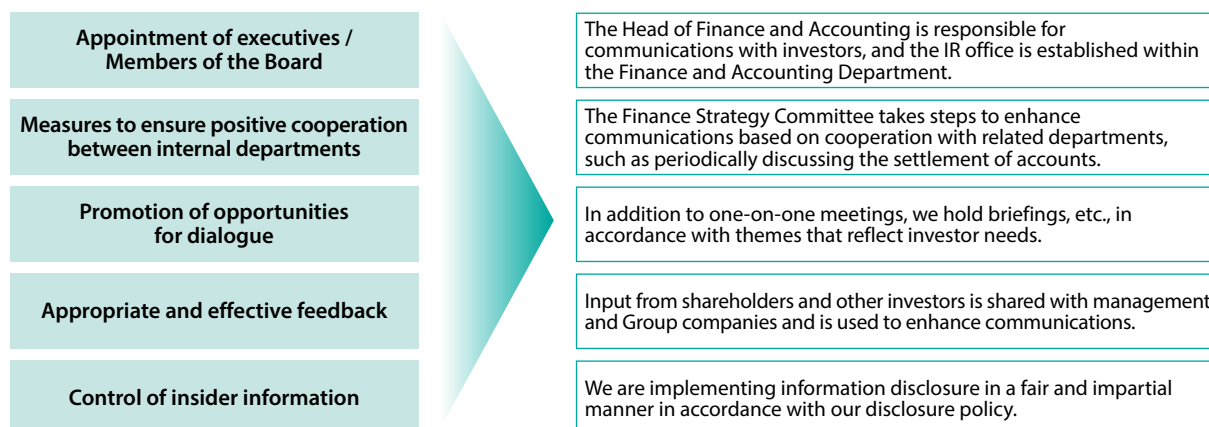 Appointment of executives /
Members of the Board
The Head of Finance and Accounting is responsible for
communications with investors, and the IR office is established within
the Finance and Accounting Department.
Measures to ensure positive cooperation
between internal departments
The Finance Strategy Committee takes steps to enhance
communications based on cooperation with related departments,
such as periodically discussing the settlement of accounts.
Promotion of opportunities
for dialogue
In addition to one-on-one meetings, we hold briefings, etc., in
accordance with themes that reflect investor needs.
Appropriate and effective feedback
Input from shareholders and other investors is shared with management
and Group companies and is used to enhance communications.
Control of insider information
We are implementing information disclosure in a fair and impartial
manner in accordance with our disclosure policy.